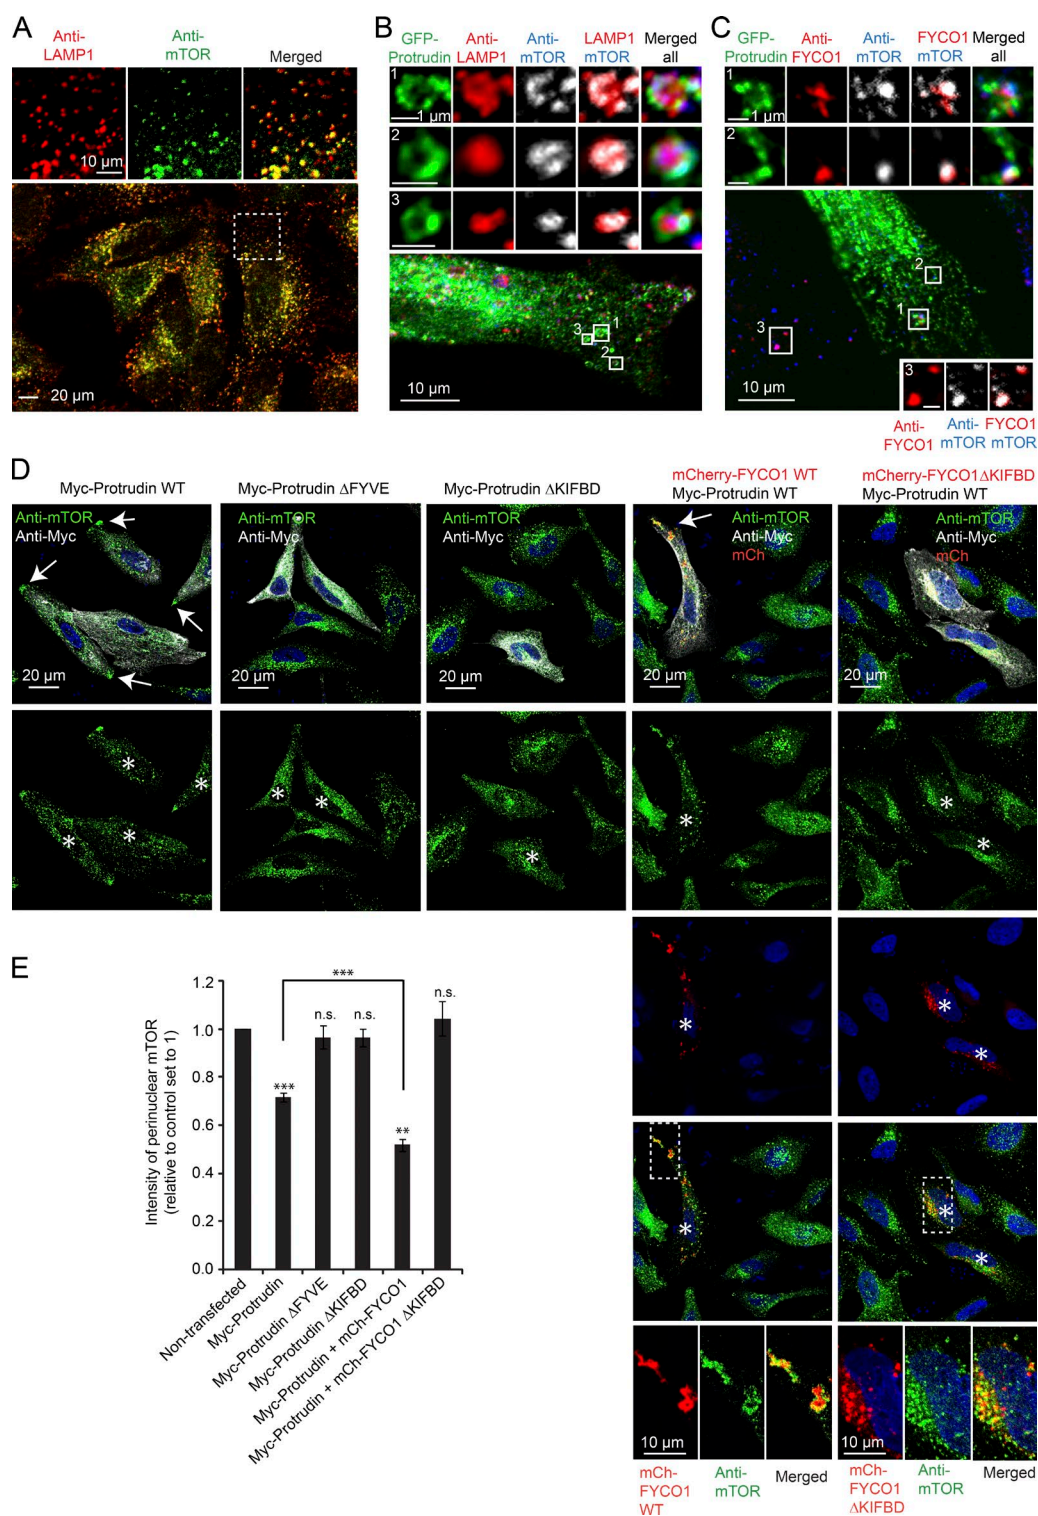 A
Anti-
LAMP1
Anti-
mTOR
Merged
10 µm
20 µm
B
GFP-
Protrudin
Anti-
LAMP1
Anti-
mTOR
LAMP1
mTOR
Merged
all
1
1 µm
2
3
3
1
2
10 µm
C
GFP-
Protrudin
Anti-
FYCO1
Anti-
mTOR
FYCO1
mTOR
Merged
all
1
2
2
1
3
10 µm
3
Anti-
FYCO1
Anti-
mTOR
FYCO1
mTOR
D
Myc-Protrudin WT
Anti-mTOR
Anti-Myc
20 µm
*
*
*
*
Myc-Protrudin ΔFYVE
Anti-mTOR
Anti-Myc
20 µm
*
*
Myc-Protrudin ΔKIFBD
Anti-mTOR
Anti-Myc
20 µm
*
mCherry-FYCO1 WT
Myc-Protrudin WT
Anti-mTOR
Anti-Myc
mCh
20 µm
*
*
*
10 µm
mCh-
FYCO1
WT
Anti-
mTOR
Merged
mCherry-FYCO1ΔKIFBD
Myc-Protrudin WT
Anti-mTOR
Anti-Myc
mCh
20 µm
*
*
*
*
*
*
10 µm
mCh-
FYCO1
ΔKIFBD
Anti-
mTOR
Merged
E
Intensity of perinuclear mTOR
(relative to control set to 1)
1.2
1.0
0.8
0.6
0.4
0.2
0.0
***
***
n.s.
n.s.
**
n.s.
Non-transfected
Myc-Protrudin
Myc-Protrudin ΔFYVE
Myc-Protrudin ΔKIFBD
Myc-Protrudin + mCh-FYCO1
Myc-Protrudin + mCh-FYCO1 ΔKIFBD